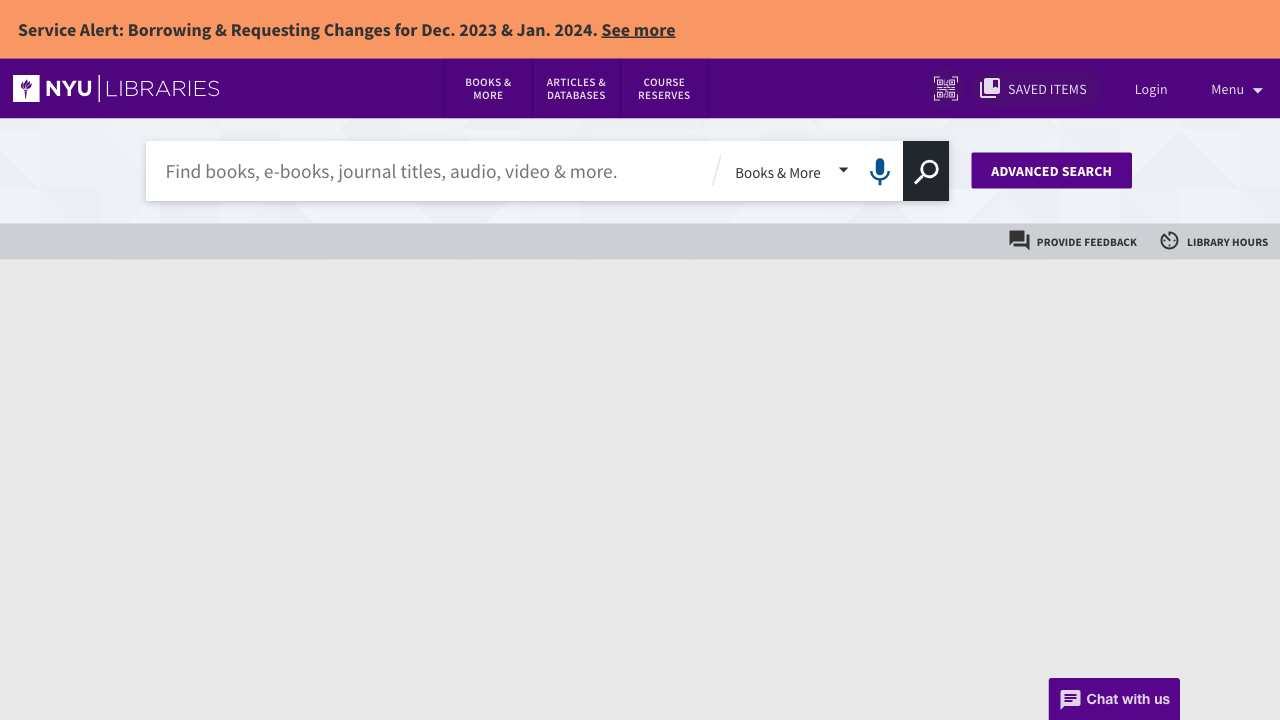 Service Alert: Borrowing & Requesting Changes for Dec. 2023 & Jan. 2024. See more
NYU | LIBRARIES
BOOKS &
MORE
ARTICLES &
DATABASES
COURSE
RESERVES
SAVED ITEMS
Login
Menu
Find books, e-books, journal titles, audio, video & more.
Books & More
ADVANCED SEARCH
PROVIDE FEEDBACK
LIBRARY HOURS
Chat with us